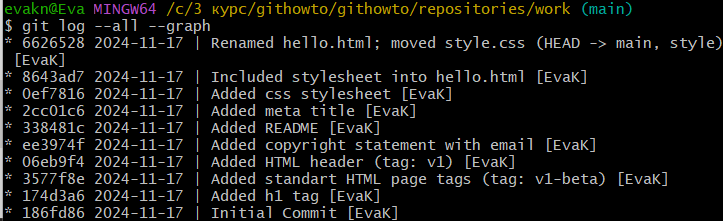 evakn@Eva MINGW64 /c/3 курс/githowto/githowto/repositories/work (main)
$ git log --all --graph
* 6626528 2024-11-17 | Renamed hello.html; moved style.css (HEAD -> main, style)
[EvaK]
* 8643ad7 2024-11-17 | Included stylesheet into hello.html [EvaK]
* 0ef7816 2024-11-17 | Added css stylesheet [EvaK]
* 2cc01c6 2024-11-17 | Added meta title [EvaK]
* 338481c 2024-11-17 | Added README [EvaK]
* ee3974f 2024-11-17 | Added copyright statement with email [EvaK]
* 06eb9f4 2024-11-17 | Added HTML header (tag: v1) [EvaK]
* 3577f8e 2024-11-17 | Added standart HTML page tags (tag: v1-beta) [EvaK]
* 174d3a6 2024-11-17 | Added h1 tag [EvaK]
* 186fd86 2024-11-17 | Initial Commit [EvaK]